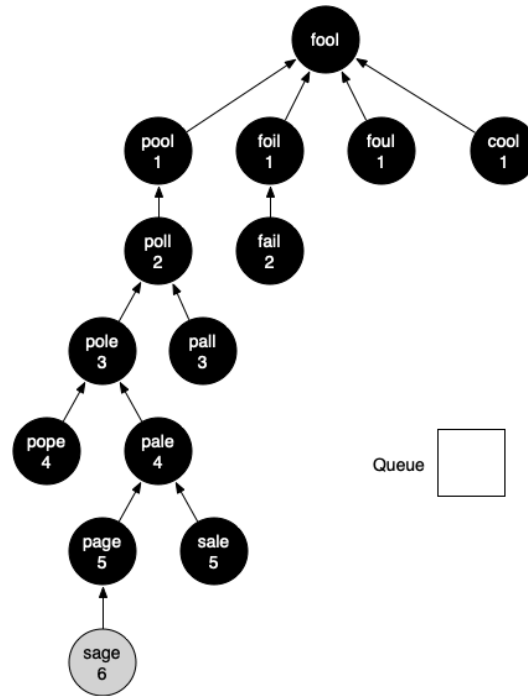 fool
pool
1
foil
1
foul
1
cool
1
poll
2
fail
2
pole
3
pall
3
pope
4
pale
4
Queue
page
5
sale
5
sage
6